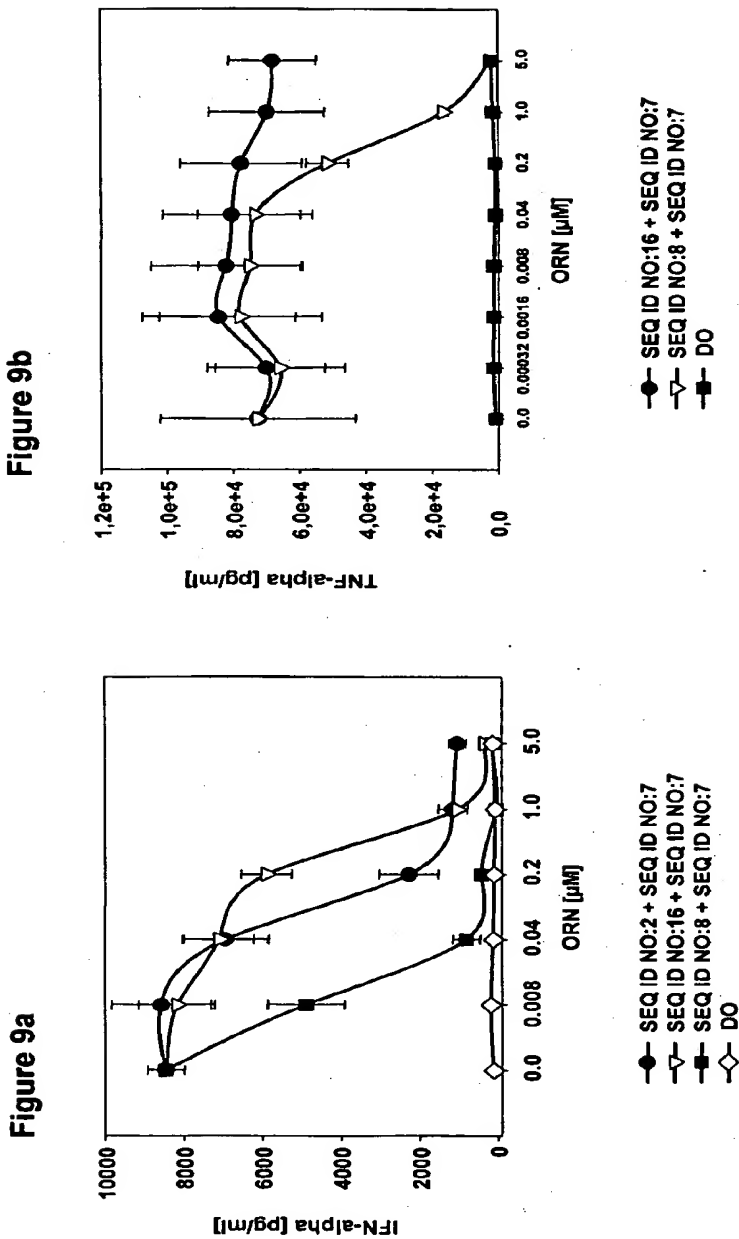 Figure 9a
IFN-alpha [pg/ml]
10000
8000
6000
4000
2000
0
0.0 0.008 0.04 0.2 1.0 5.0
ORN [µM]
SEQ ID NO:2 + SEQ ID NO:7
SEQ ID NO:16 + SEQ ID NO:7
SEQ ID NO:8 + SEQ ID NO:7
DO
Figure 9b
TNF-alpha [pg/ml]
1,2e+5
1,0e+5
8,0e+4
6,0e+4
4,0e+4
2,0e+4
0,0
0.0 0.00032 0.0016 0.008 0.04 0.2 1.0 5.0
ORN [µM]
SEQ ID NO:16 + SEQ ID NO:7
SEQ ID NO:8 + SEQ ID NO:7
DO